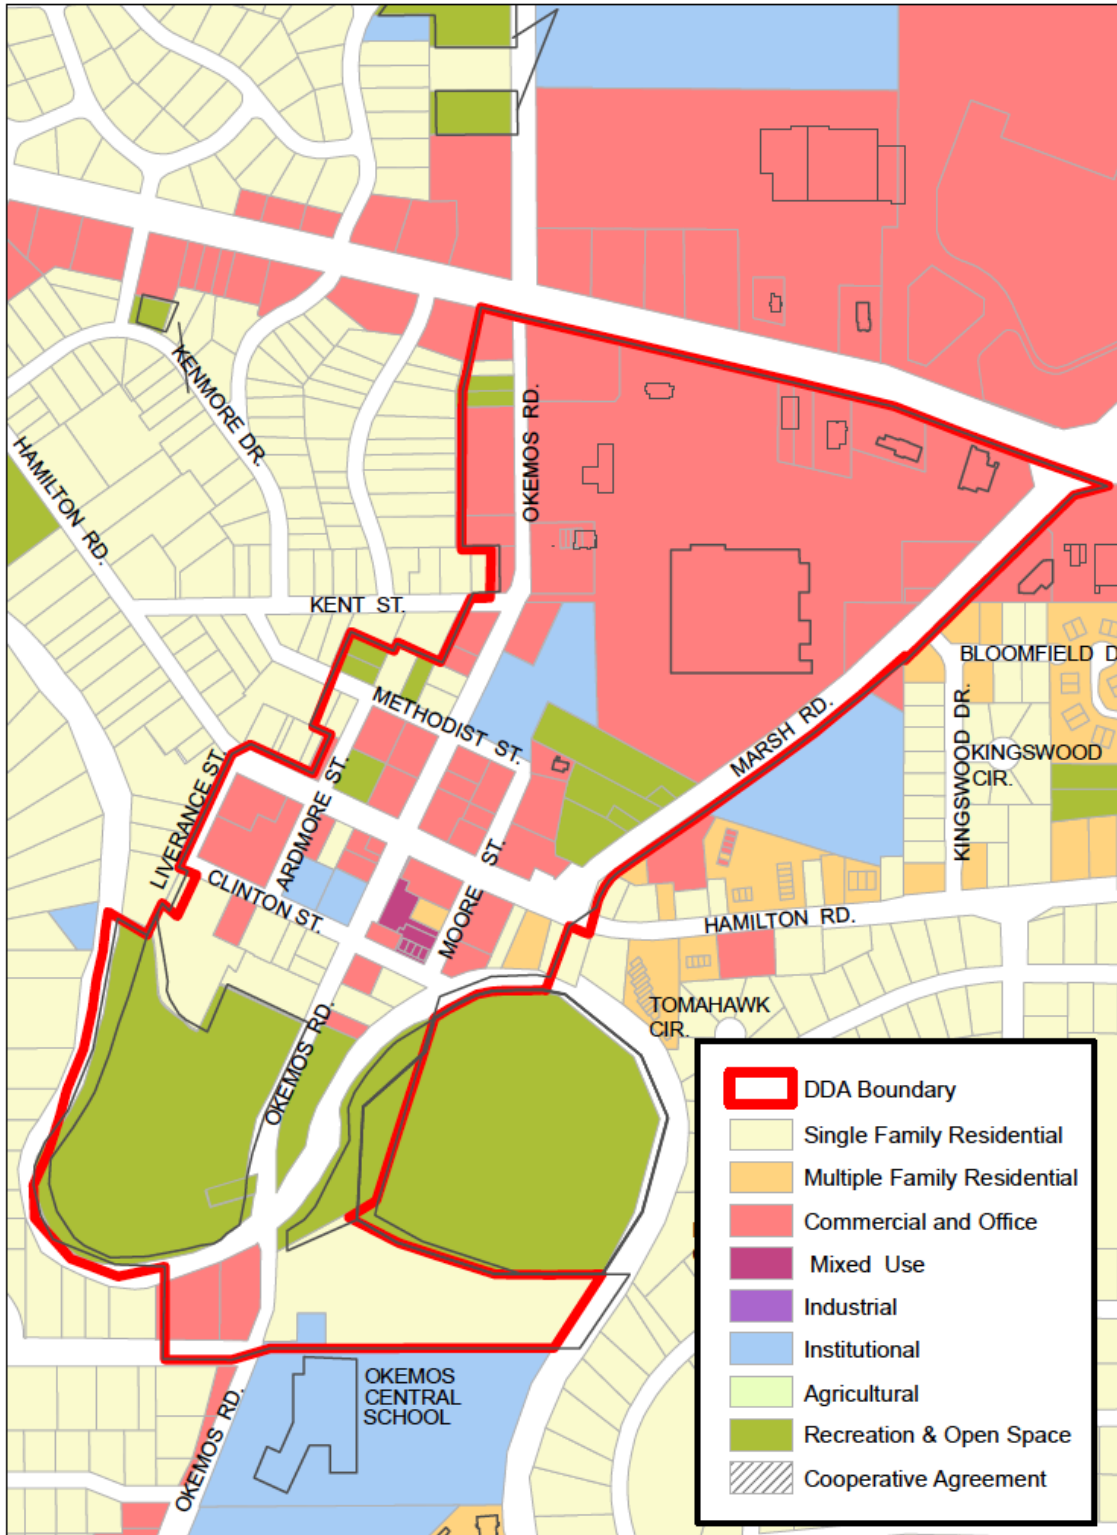 KENMORE DR.
HAMILTON RD.
OKEMOS RD.
KENT ST.
METHODIST ST.
MARSH RD.
BLOOMFIELD D
KINGSWOOD
CIR.
KINGSWOOD DR.
LIVERANCE ST.
ARDMORE ST.
CLINTON ST.
MOORE ST.
HAMILTON RD.
TOMAHAWK
CIR.
OKEMOS RD.
OKEMOS
CENTRAL
SCHOOL
OKEMOS RD.
DDA Boundary
Single Family Residential
Multiple Family Residential
Commercial and Office
Mixed Use
Industrial
Institutional
Agricultural
Recreation & Open Space
Cooperative Agreement